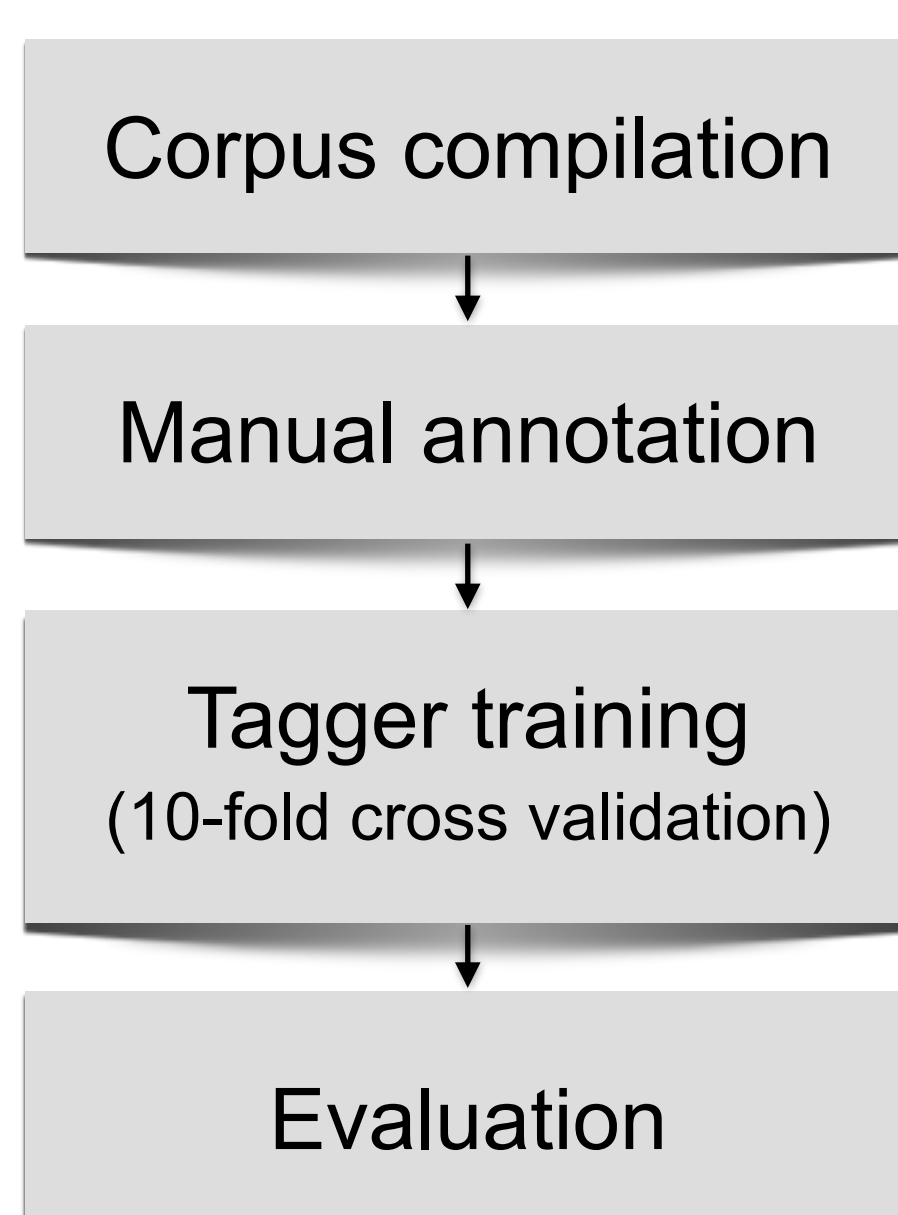 Corpus compilation
Manual annotation
Tagger training
(10-fold cross validation)
Evaluation